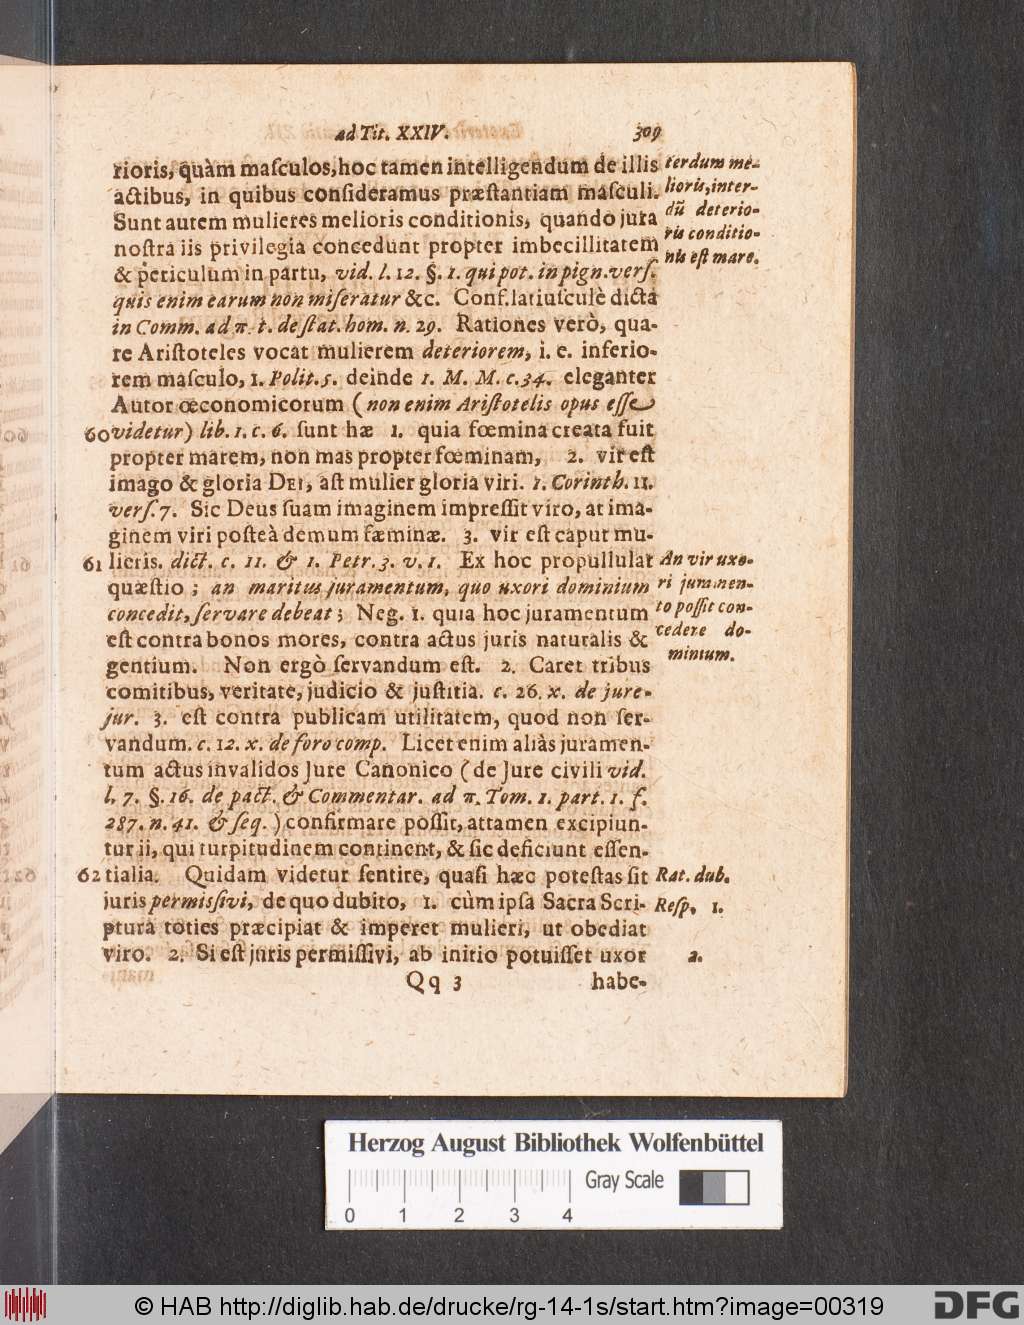 ad Tit. XXIV. 309
rioris, quàm maſculos, hoc tamen intelligendum de illis
actibus, in quibus conſideramus præſtantiam maſculi.
Sunt autem mulieres melioris conditionis, quando jura
noſtra iis privilegia concedunt propter imbecillitatem
& periculum in partu, vid. l. 12. §. 1. qui pot. in pign. verſ.
quis enim earum non miſeratur &c. Conf. latiuſculè dicta
in Comm. ad π. t. de ſtat. hom. n. 29. Rationes verò, qua-
re Ariſtoteles vocat mulierem deteriorem, i. e. inferio-
rem maſculo, 1. Polit. 5. deinde 1. M. M. c. 34. eleganter
Autor œconomicorum (non enim Ariſtotelis opus eſſe
60 videtur) lib. 1. c. 6. ſunt hæ 1. quia fœmina creata fuit
propter marem, non mas propter fœminam, 2. vir eſt
imago & gloria DEI, aſt mulier gloria viri. 1. Corinth. 11.
verſ. 7. Sic Deus ſuam imaginem impreſſit viro, at ima-
ginem viri poſteà demum fæminæ. 3. vir eſt caput mu-
61 lieris. dict. c. 11. & 1. Petr. 3. v. 1. Ex hoc propullulat
quæſtio; an maritus juramentum, quo uxori dominium
concedit, ſervare debeat; Neg. 1. quia hoc juramentum
eſt contra bonos mores, contra actus juris naturalis &
gentium. Non ergò ſervandum eſt. 2. Caret tribus
comitibus, veritate, judicio & juſtitia. c. 26. x. de jure-
jur. 3. eſt contra publicam utilitatem, quod non ſer-
vandum. c. 12. x. de foro comp. Licet enim aliàs juramen-
tum actus invalidos Jure Canonico (de Jure civili vid.
l. 7. §. 16. de pact. & Commentar. ad π. Tom. 1. part. 1. f.
287. n. 41. & ſeq.) confirmare poſſit, attamen excipiun-
tur ii, qui turpitudinem continent, & ſic deficiunt eſſen-
62 tialia. Quidam videtur ſentire, quaſi hæc poteſtas ſit
juris permiſſivi, de quo dubito, 1. cùm ipſa Sacra Scri-
ptura toties præcipiat & imperet mulieri, ut obediat
viro. 2. Si eſt juris permiſſivi, ab initio potuiſſet uxor
Qq 3 habe-
terdum me-
lioris, inter-
dũ deterio-
ris conditio-
nis eſt mare.
An vir uxo-
ri juramen-
to poſſit con-
cedere do-
minium.
Rat. dub.
Reſp. 1.
2.
Herzog August Bibliothek Wolfenbüttel
Gray Scale
0 1 2 3 4
© HAB http://diglib.hab.de/drucke/rg-14-1s/start.htm?image=00319
DFG